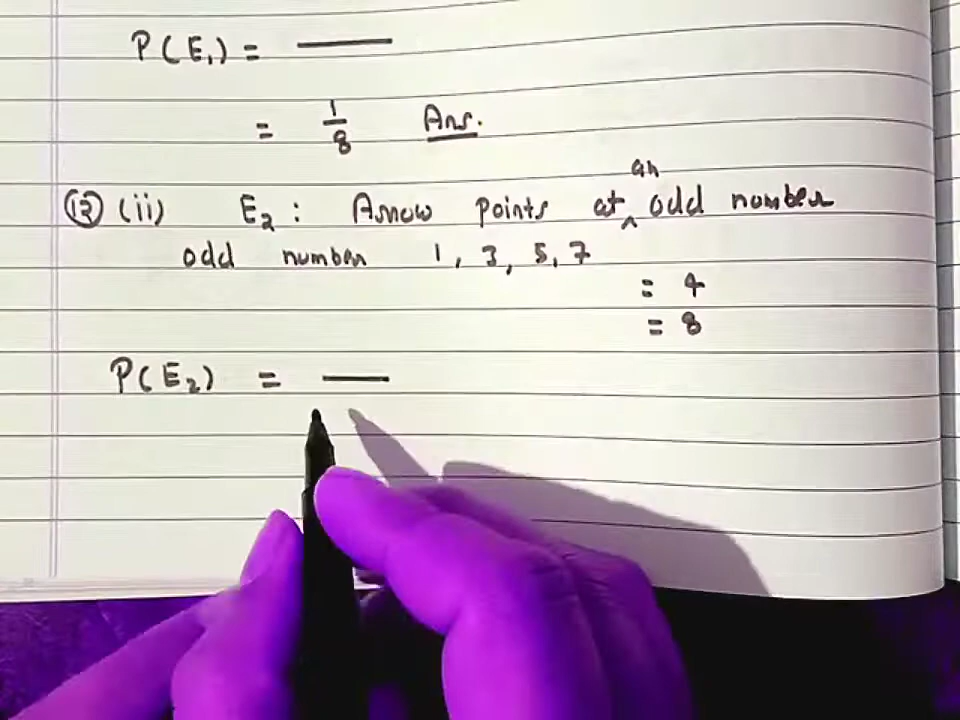 P(E₁) = ―
= 1/8 Ans.
⑫ (ii) E₂ : Arrow points at an odd number
odd number 1, 3, 5, 7
= 4
= 8
P(E₂) = ―